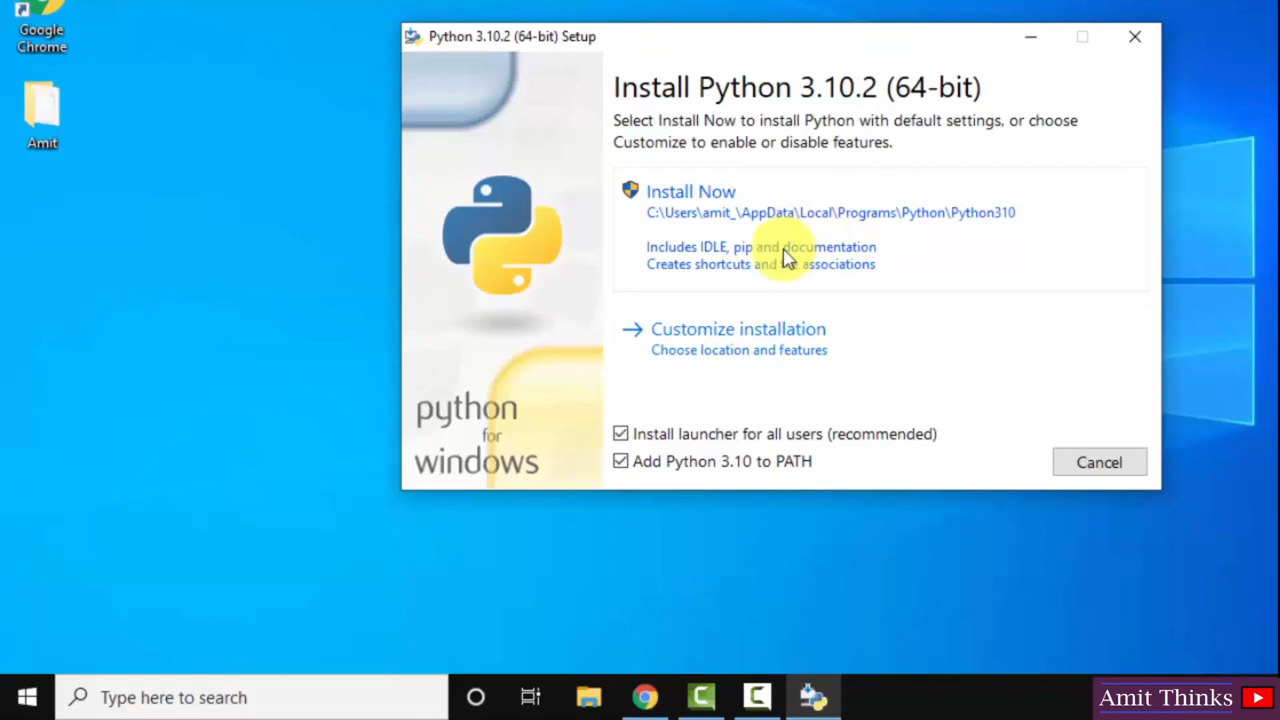 Google
Chrome
Amit
Python 3.10.2 (64-bit) Setup
Install Python 3.10.2 (64-bit)
Select Install Now to install Python with default settings, or choose
Customize to enable or disable features.
Install Now
C:\Users\amit_\AppData\Local\Programs\Python\Python310
Includes IDLE, pip and documentation
Creates shortcuts and associations
Customize installation
Choose location and features
python
for
windows
Install launcher for all users (recommended)
Add Python 3.10 to PATH
Cancel
Type here to search
Amit Thinks